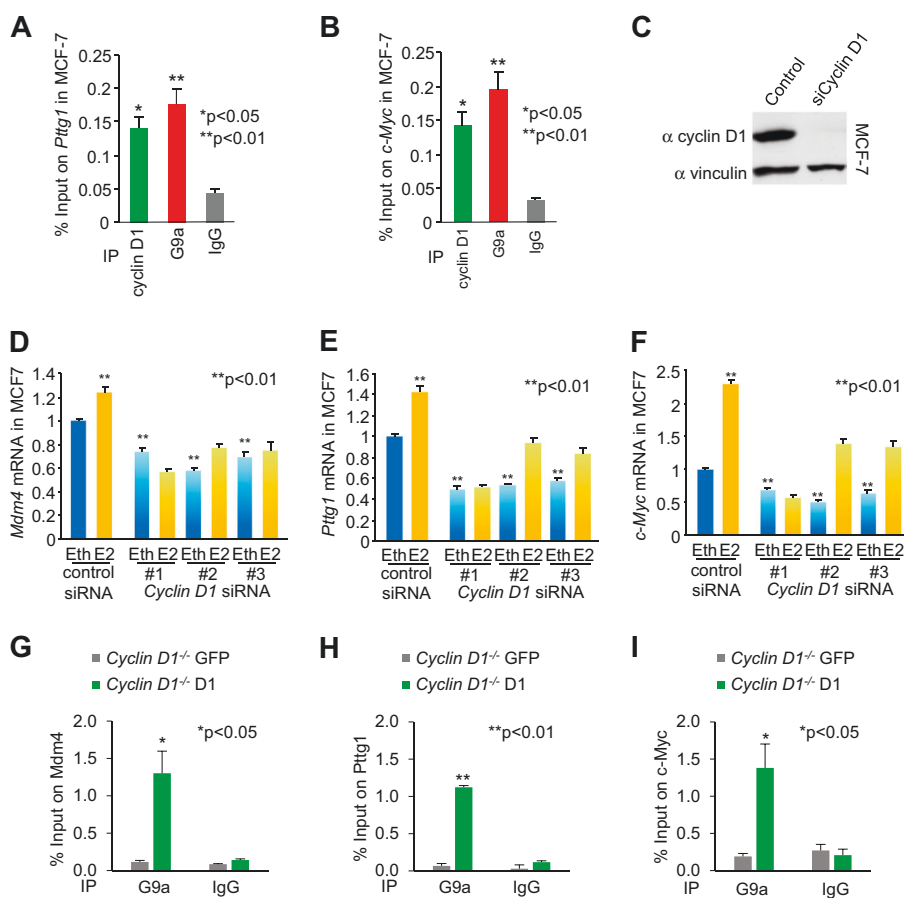 A
% Input on Pttg1 in MCF-7
0.25
0.2
0.15
0.1
0.05
0
*
**
*p<0.05
**p<0.01
IP
cyclin D1
G9a
IgG
B
% Input on c-Myc in MCF-7
0.25
0.2
0.15
0.1
0.05
0
*
**
*p<0.05
**p<0.01
IP
cyclin D1
G9a
IgG
C
Control
siCyclin D1
α cyclin D1
α vinculin
MCF-7
D
Mdm4 mRNA in MCF7
1.4
1.2
1
0.8
0.6
0.4
0.2
0
**
**
**
**
**p<0.01
Eth E2 Eth E2 Eth E2 Eth E2
control siRNA
#1 #2 #3
Cyclin D1 siRNA
E
Pttg1 mRNA in MCF7
1.6
1.4
1.2
1
0.8
0.6
0.4
0.2
0
**
**
**
**
**p<0.01
Eth E2 Eth E2 Eth E2 Eth E2
control siRNA
#1 #2 #3
Cyclin D1 siRNA
F
c-Myc mRNA in MCF7
2.5
2.0
1.5
1.0
0.5
0
**
**
**
**
**p<0.01
Eth E2 Eth E2 Eth E2 Eth E2
control siRNA
#1 #2 #3
Cyclin D1 siRNA
G
Cyclin D1-/- GFP
Cyclin D1-/- D1
% Input on Mdm4
2.0
1.5
1.0
0.5
0.0
*
*p<0.05
IP G9a IgG
H
Cyclin D1-/- GFP
Cyclin D1-/- D1
% Input on Pttg1
2.0
1.5
1.0
0.5
0.0
**
**p<0.01
IP G9a IgG
I
Cyclin D1-/- GFP
Cyclin D1-/- D1
% Input on c-Myc
2.0
1.5
1.0
0.5
0.0
*
*p<0.05
IP G9a IgG